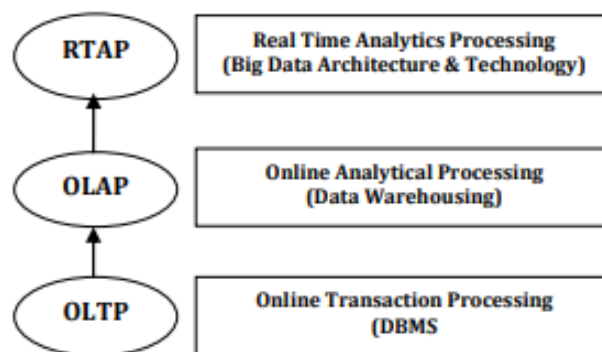 RTAP
Real Time Analytics Processing
(Big Data Architecture & Technology)
OLAP
Online Analytical Processing
(Data Warehousing)
OLTP
Online Transaction Processing
(DBMS